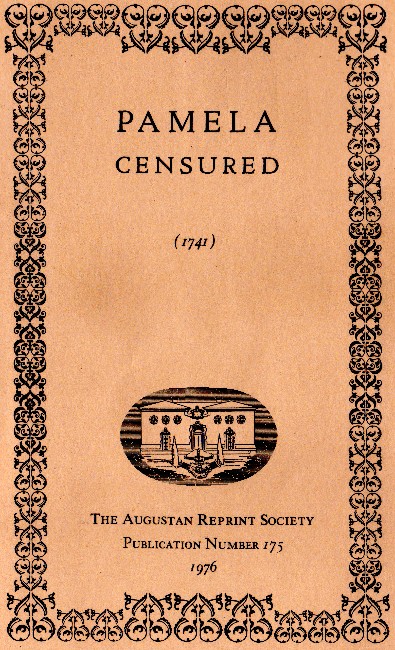 PAMELA
CENSURED
(1741)
THE AUGUSTAN REPRINT SOCIETY
PUBLICATION NUMBER 175
1976